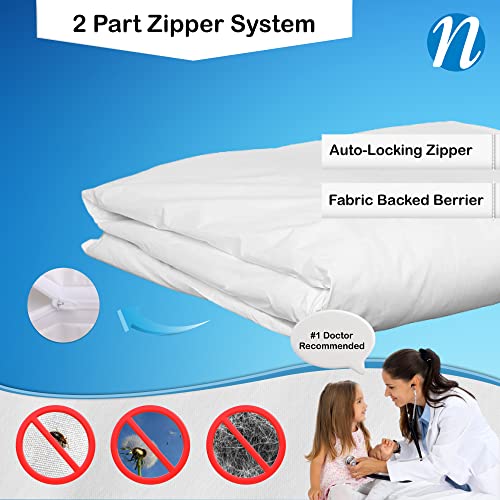 2 Part Zipper System
n
Auto-Locking Zipper
Fabric Backed Berrier
#1 Doctor
Recommended